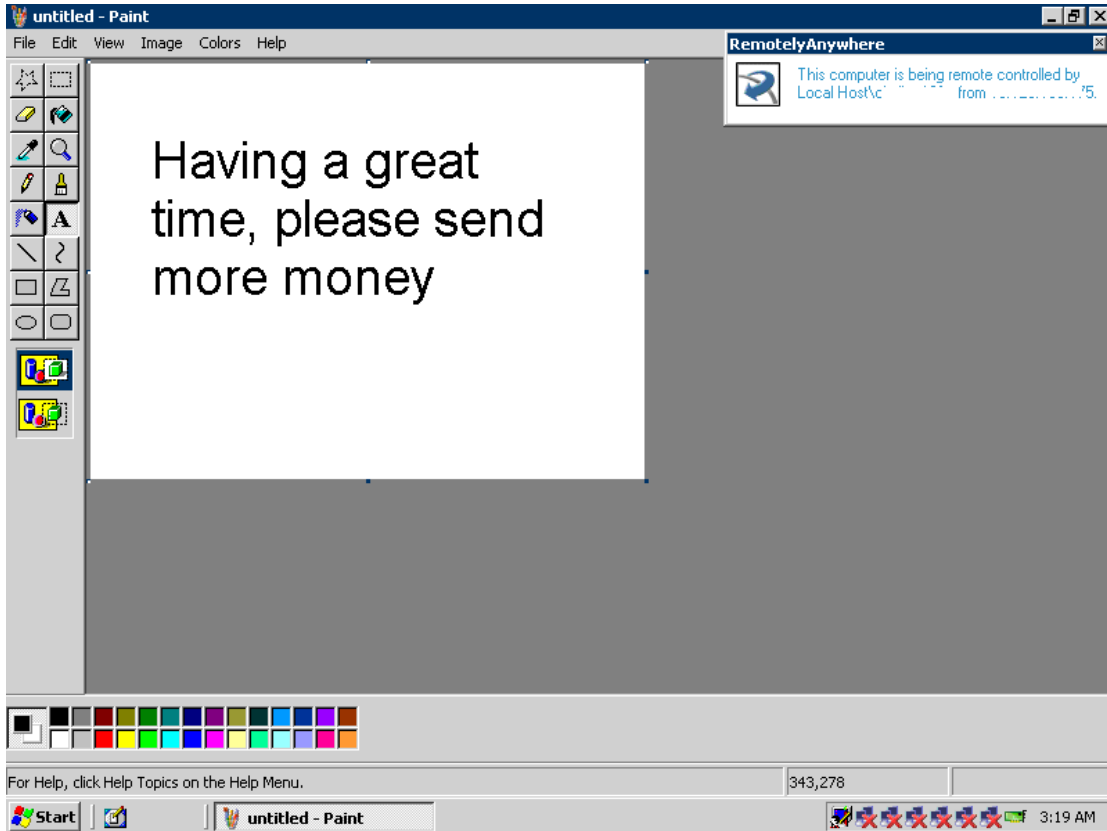 untitled - Paint
File Edit View Image Colors Help
RemotelyAnywhere
This computer is being remote controlled by
Local Host\c from 75.
Having a great
time, please send
more money
A
For Help, click Help Topics on the Help Menu.
343,278
Start
untitled - Paint
3:19 AM